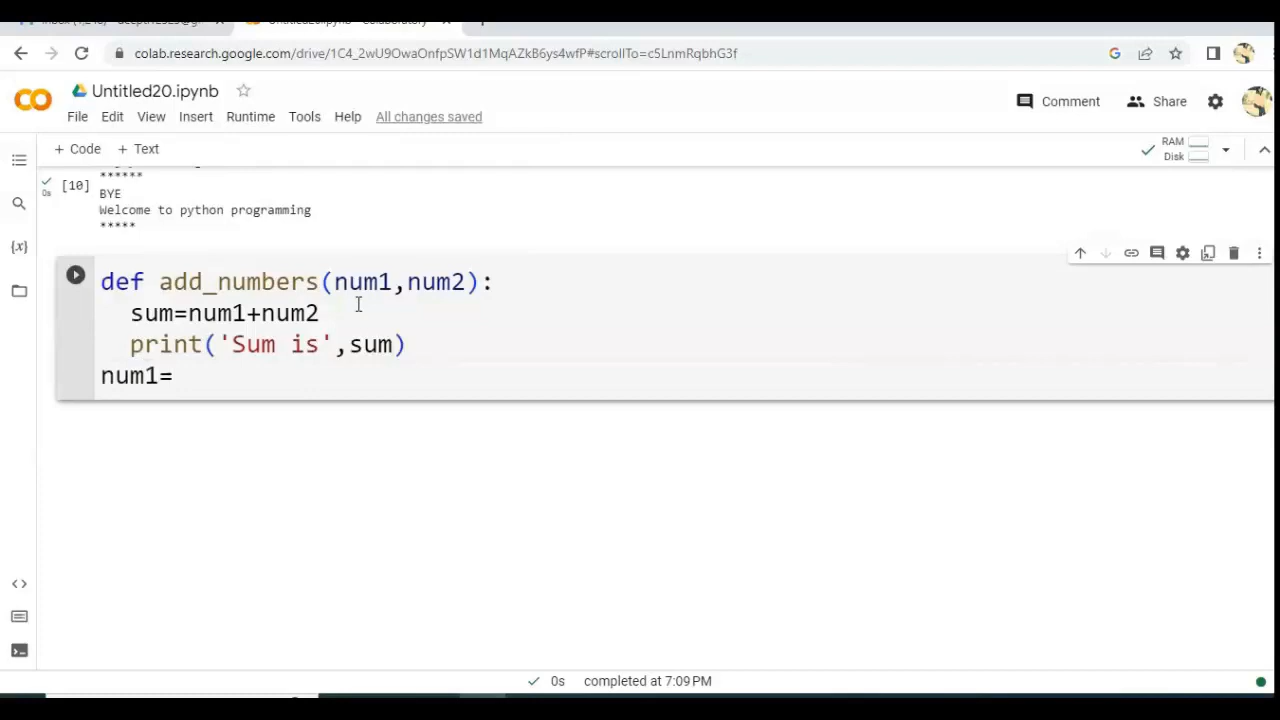 colab.research.google.com/drive/1C4_2wU9OwaOnfpSW1d1MqAZkB6ys4wfP#scrollTo=c5LnmRqbhG3f
Untitled20.ipynb
File Edit View Insert Runtime Tools Help All changes saved
Comment Share
+ Code + Text
RAM
Disk
******
[10] BYE
0s
Welcome to python programming
*****
def add_numbers(num1,num2):
sum=num1+num2
print('Sum is',sum)
num1=
0s completed at 7:09 PM